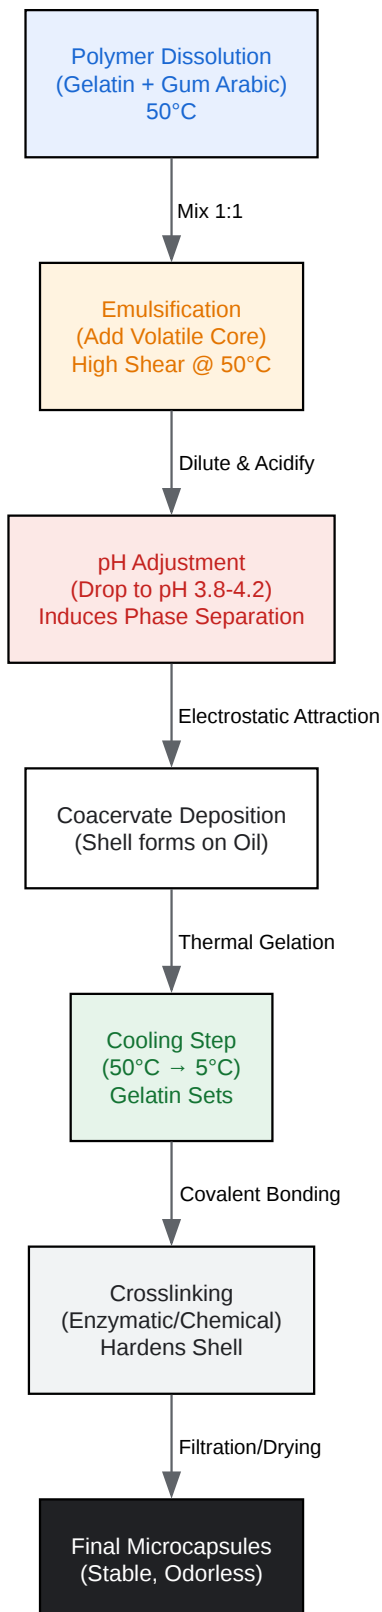 Polymer Dissolution
(Gelatin + Gum Arabic)
50°C
Mix 1:1
Emulsification
(Add Volatile Core)
High Shear @ 50°C
Dilute & Acidify
pH Adjustment
(Drop to pH 3.8-4.2)
Induces Phase Separation
Electrostatic Attraction
Coacervate Deposition
(Shell forms on Oil)
Thermal Gelation
Cooling Step
(50°C → 5°C)
Gelatin Sets
Covalent Bonding
Crosslinking
(Enzymatic/Chemical)
Hardens Shell
Filtration/Drying
Final Microcapsules
(Stable, Odorless)